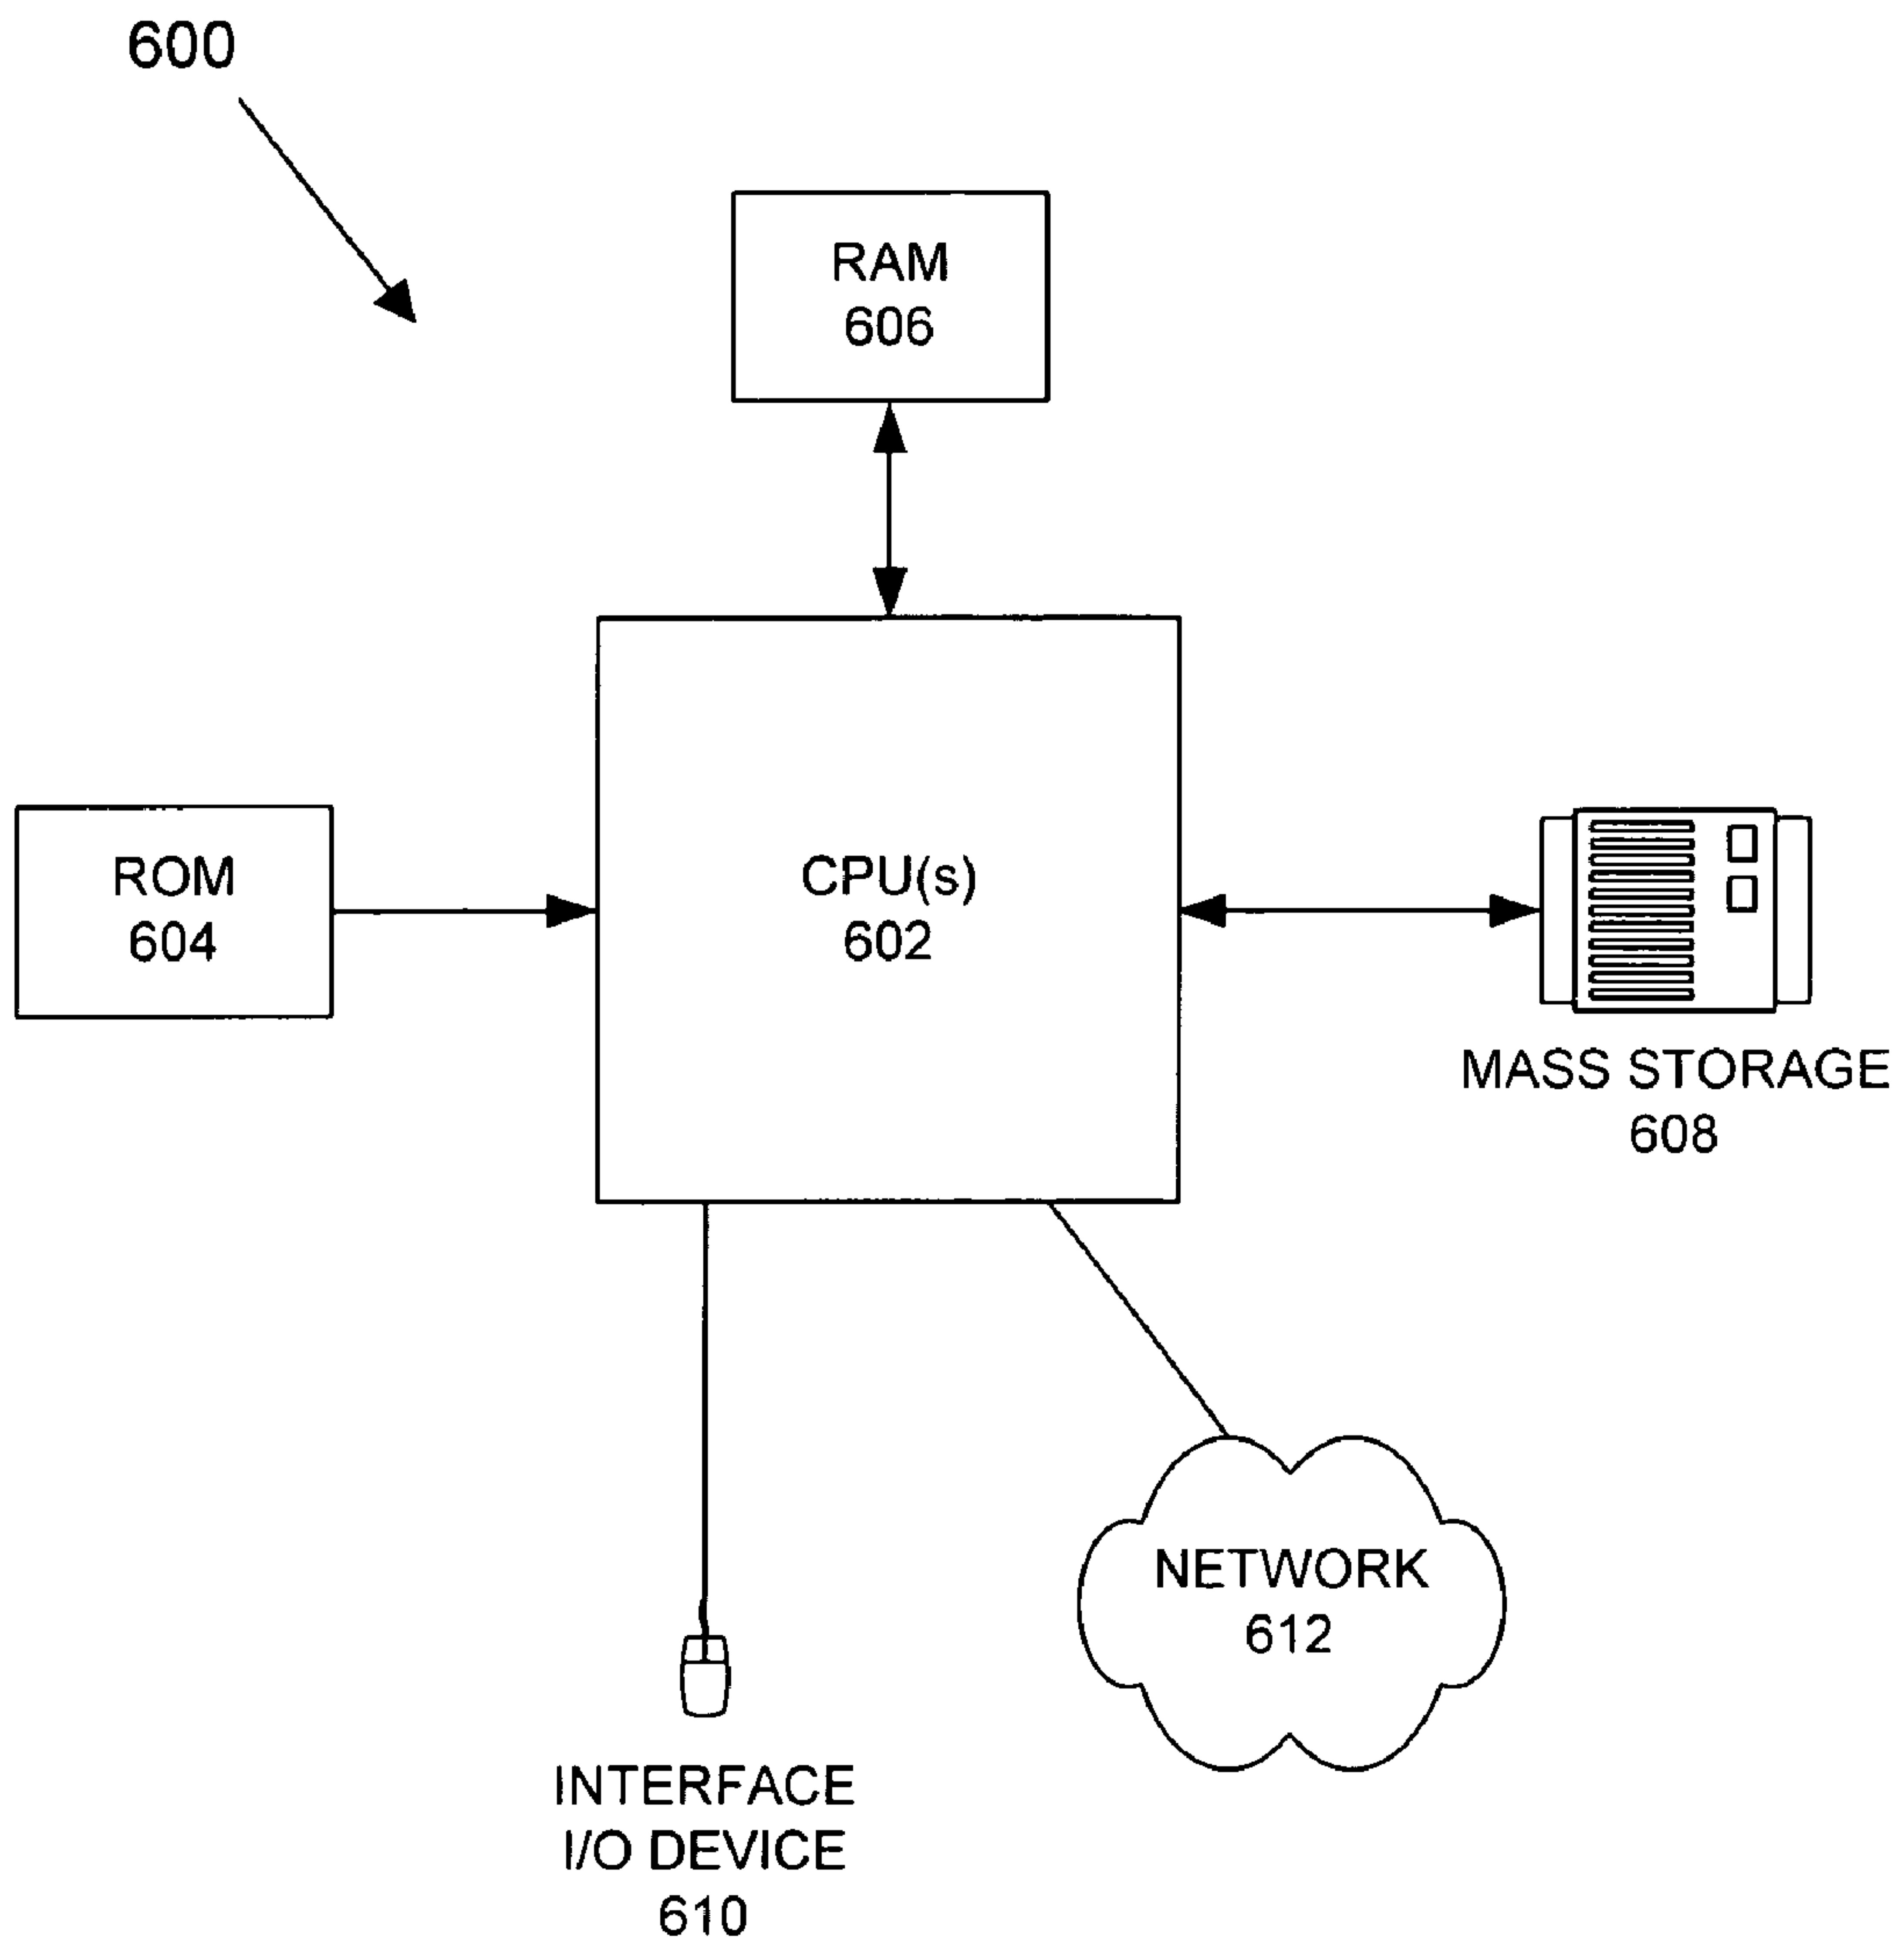 600
RAM
606
ROM
604
CPU(s)
602
MASS STORAGE
608
NETWORK
612
INTERFACE
I/O DEVICE
610